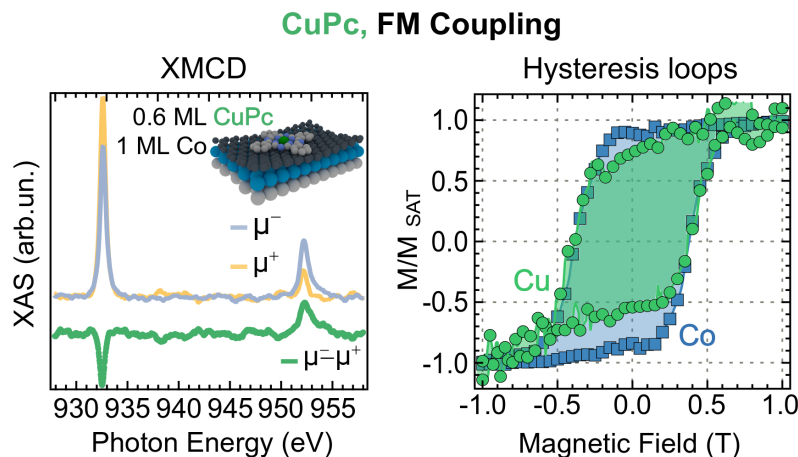 CuPc, FM Coupling
XMCD
0.6 ML CuPc
1 ML Co
μ⁻
μ⁺
μ⁻-μ⁺
XAS (arb.un.)
930 935 940 945 950 955
Photon Energy (eV)
Hysteresis loops
M/M SAT
1.0
0.5
0.0
-0.5
-1.0
Cu
Co
-1.0 -0.5 0.0 0.5 1.0
Magnetic Field (T)